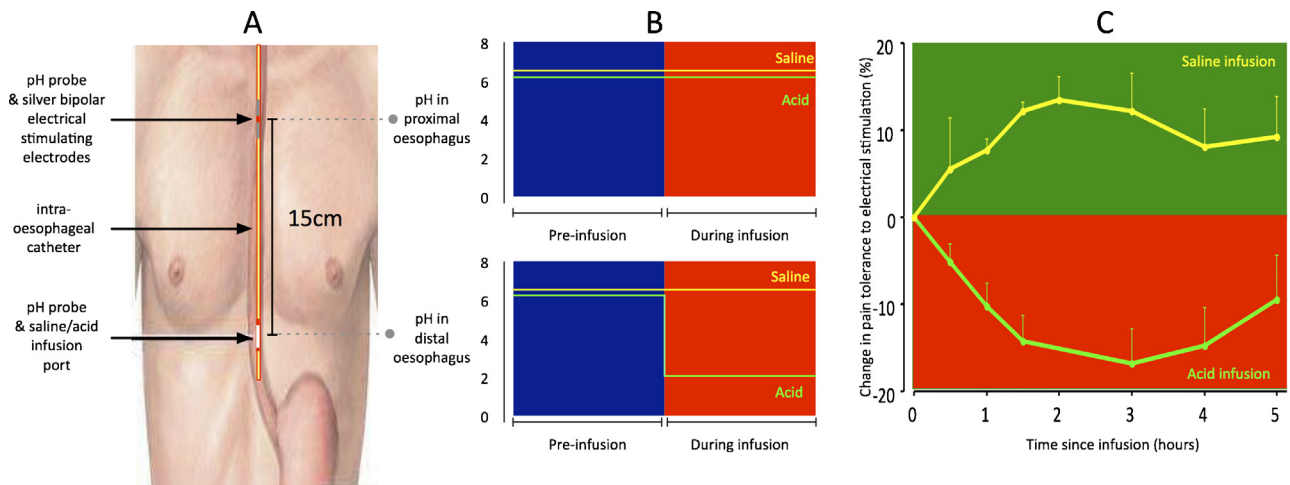 A
pH probe
& silver bipolar
electrical
stimulating
electrodes
intra-
oesophageal
catheter
pH probe
& saline/acid
infusion
port
15cm
pH in
proximal
oesophagus
pH in
distal
oesophagus
B
8
6
4
2
0
Saline
Acid
Pre-infusion
During infusion
8
6
4
2
0
Saline
Acid
Pre-infusion
During infusion
C
Change in pain tolerance to electrical stimulation (%)
20
10
0
-10
-20
Saline infusion
Acid infusion
0
1
2
3
4
5
Time since infusion (hours)